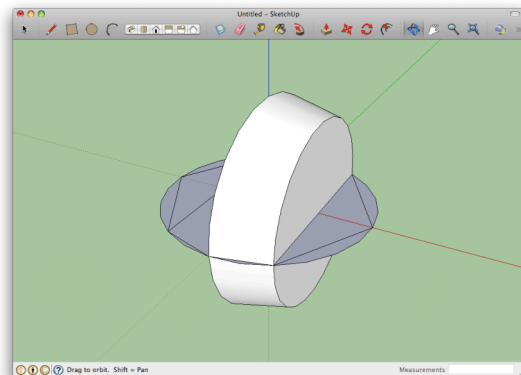 Untitled – SketchUp
Drag to orbit. Shift = Pan
Measurements